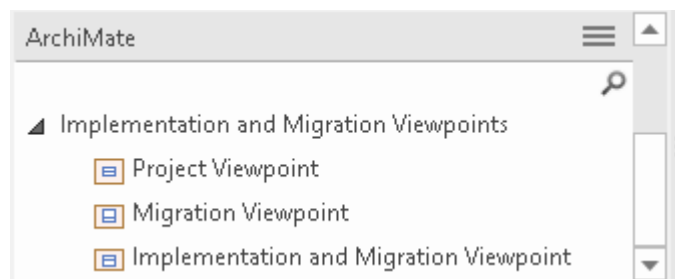 ArchiMate
Implementation and Migration Viewpoints
Project Viewpoint
Migration Viewpoint
Implementation and Migration Viewpoint